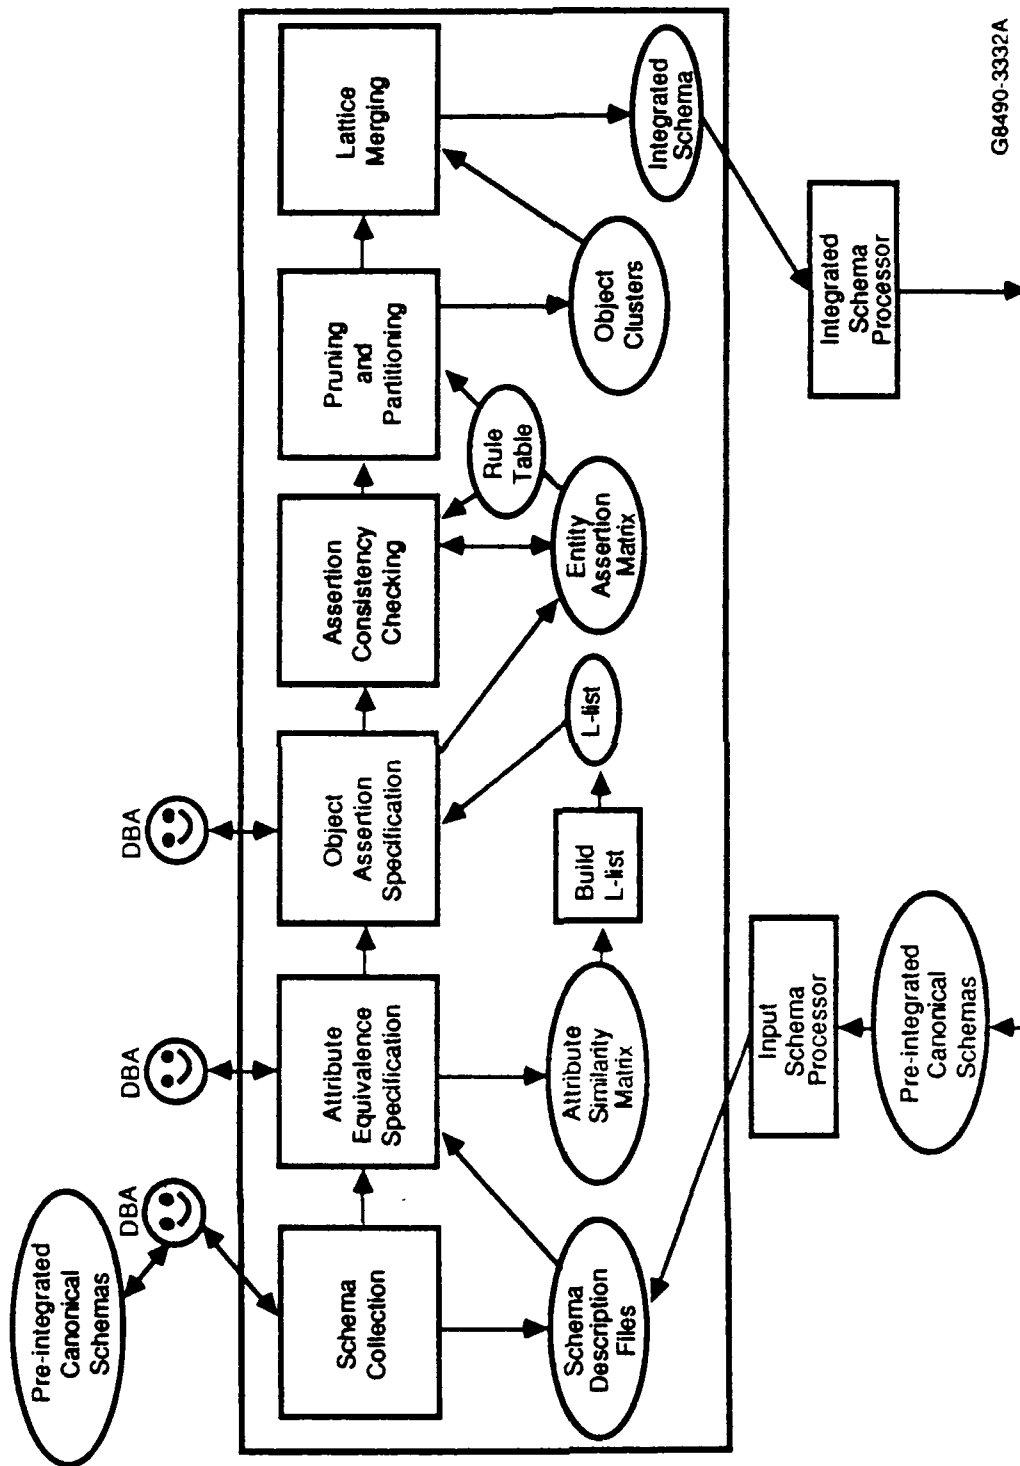 Pre-integrated
Canonical
Schemas
DBA
DBA
DBA
Schema
Collection
Attribute
Equivalence
Specification
Object
Assertion
Specification
Assertion
Consistency
Checking
Pruning
and
Partitioning
Lattice
Merging
Schema
Description
Files
Attribute
Similarity
Matrix
Build
L-list
L-list
Entity
Assertion
Matrix
Rule
Table
Object
Clusters
Integrated
Schema
Input
Schema
Processor
Integrated
Schema
Processor
Pre-integrated
Canonical
Schemas
G8490-3332A